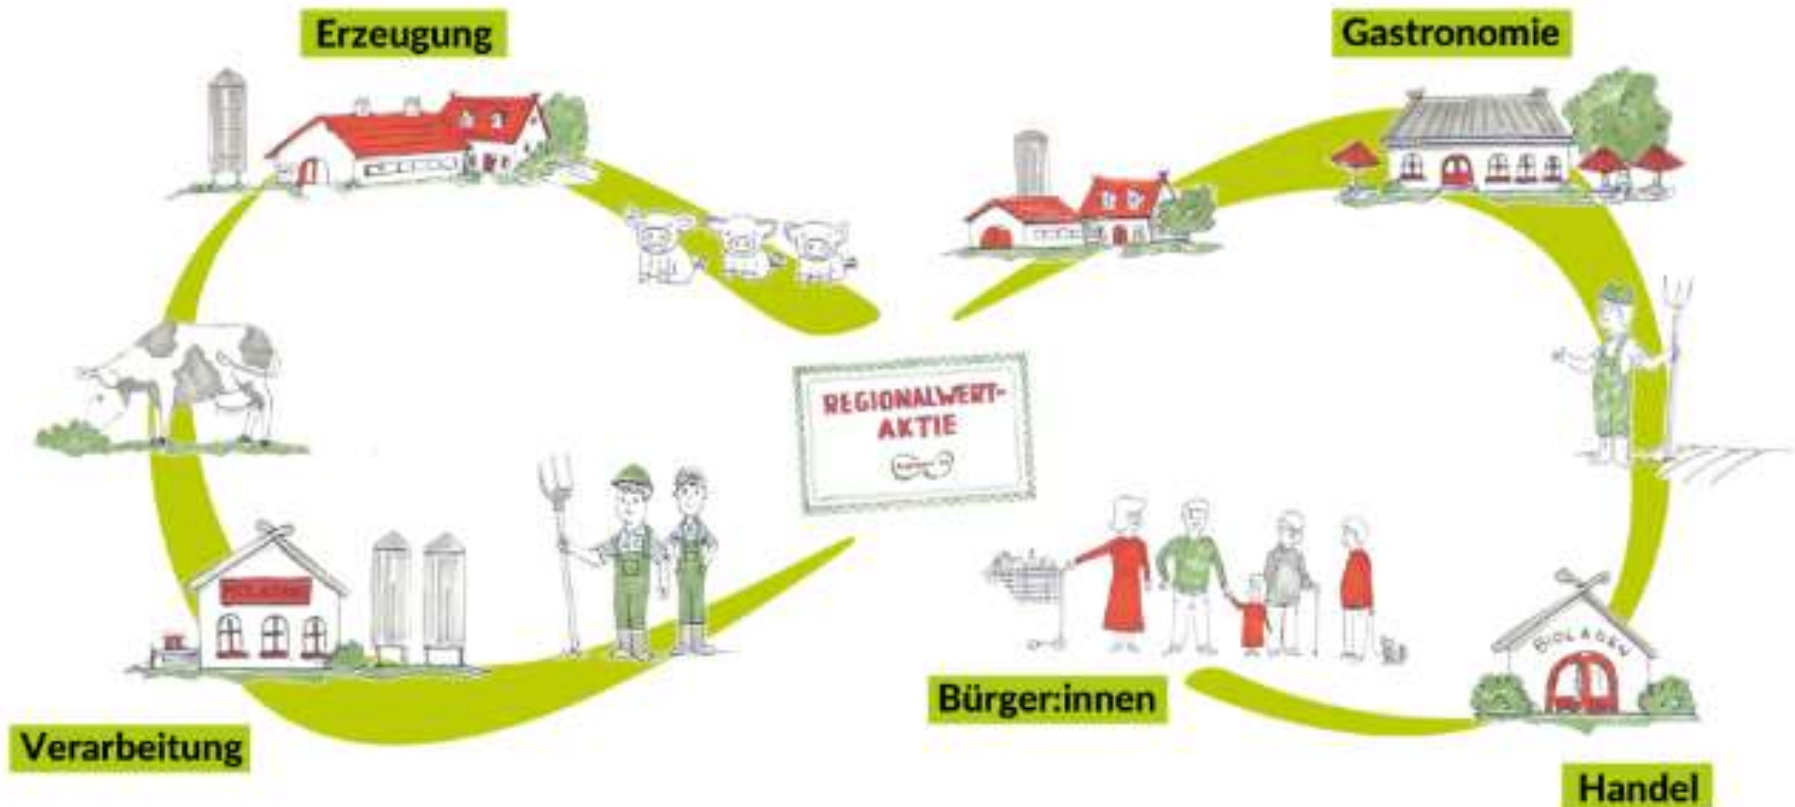 Erzeugung
Gastronomie
REGIONALWERT-
AKTIE
BIOLADEN
Bürger:innen
Verarbeitung
Handel